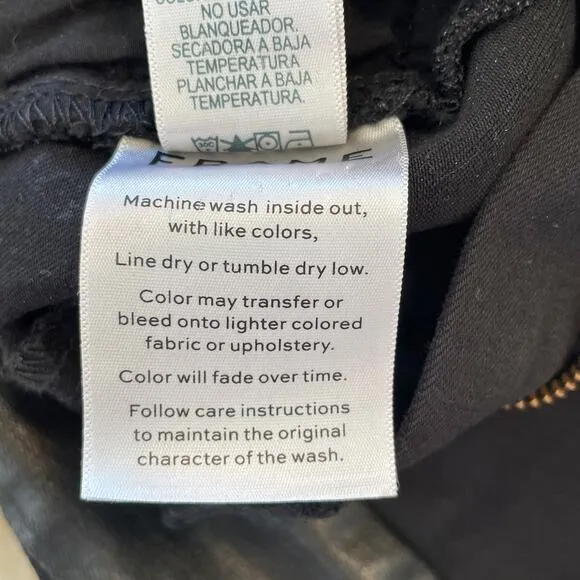 NO USAR
BLANQUEADOR.
SECADORA A BAJA
TEMPERATURA
PLANCHAR A BAJA
TEMPERATURA.
FRAME
Machine wash inside out,
with like colors,
Line dry or tumble dry low.
Color may transfer or
bleed onto lighter colored
fabric or upholstery.
Color will fade over time.
Follow care instructions
to maintain the original
character of the wash.